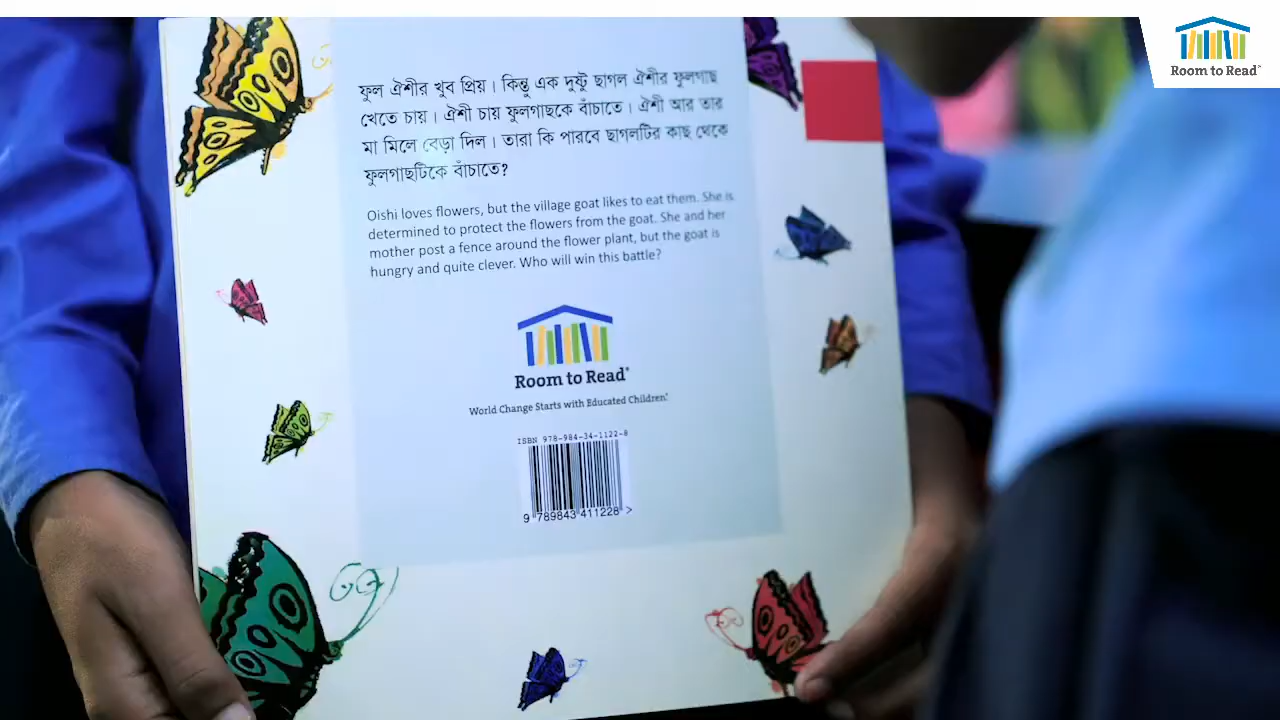 Room to Read™
ফুল ঐশীর খুব প্রিয়। কিন্তু এক দুষ্টু ছাগল ঐশীর ফুলগাছ
খেতে চায়। ঐশী চায় ফুলগাছকে বাঁচাতে। ঐশী আর তার
মা মিলে বেড়া দিল। তারা কি পারবে ছাগলটির কাছ থেকে
ফুলগাছটিকে বাঁচাতে?
Oishi loves flowers, but the village goat likes to eat them. She is
determined to protect the flowers from the goat. She and her
mother post a fence around the flower plant, but the goat is
hungry and quite clever. Who will win this battle?
Room to Read®
World Change Starts with Educated Children.®
ISBN 978-984-34-1122-8
9 789843 411228 >